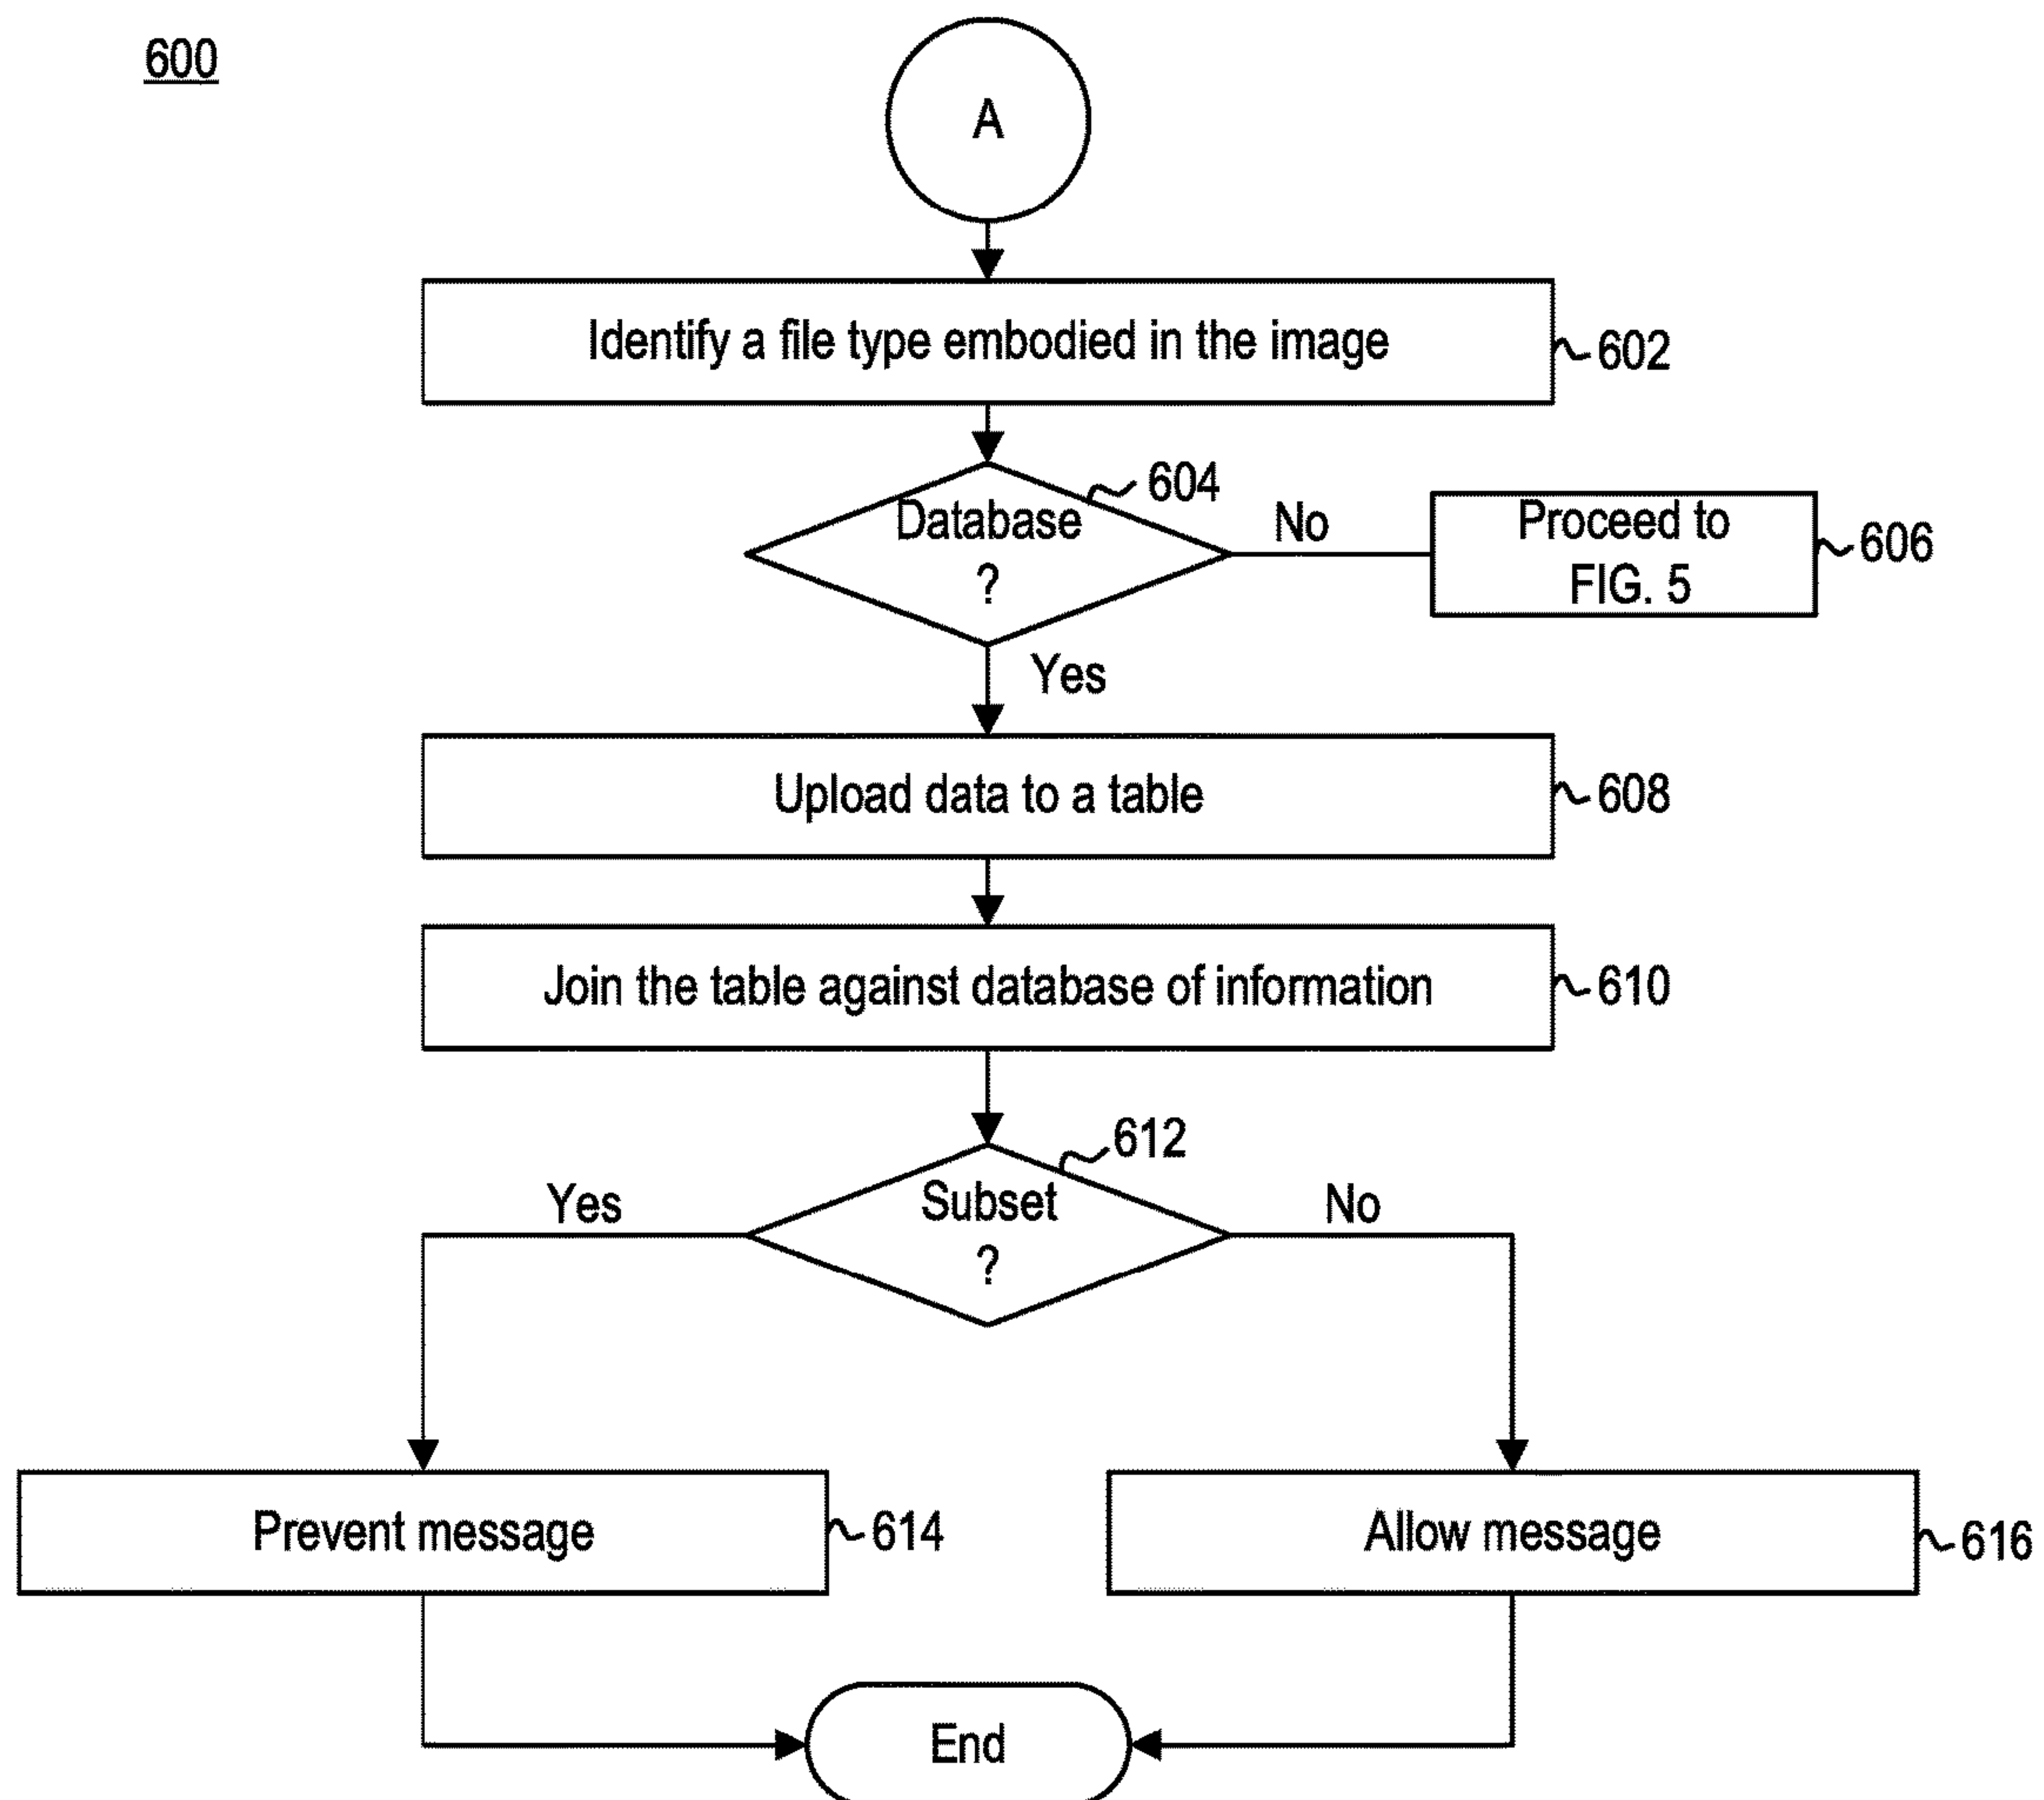 600
A
Identify a file type embodied in the image
602
604
Database
?
No
Proceed to
FIG. 5
606
Yes
Upload data to a table
608
Join the table against database of information
610
612
Subset
?
Yes
No
Prevent message
614
Allow message
616
End